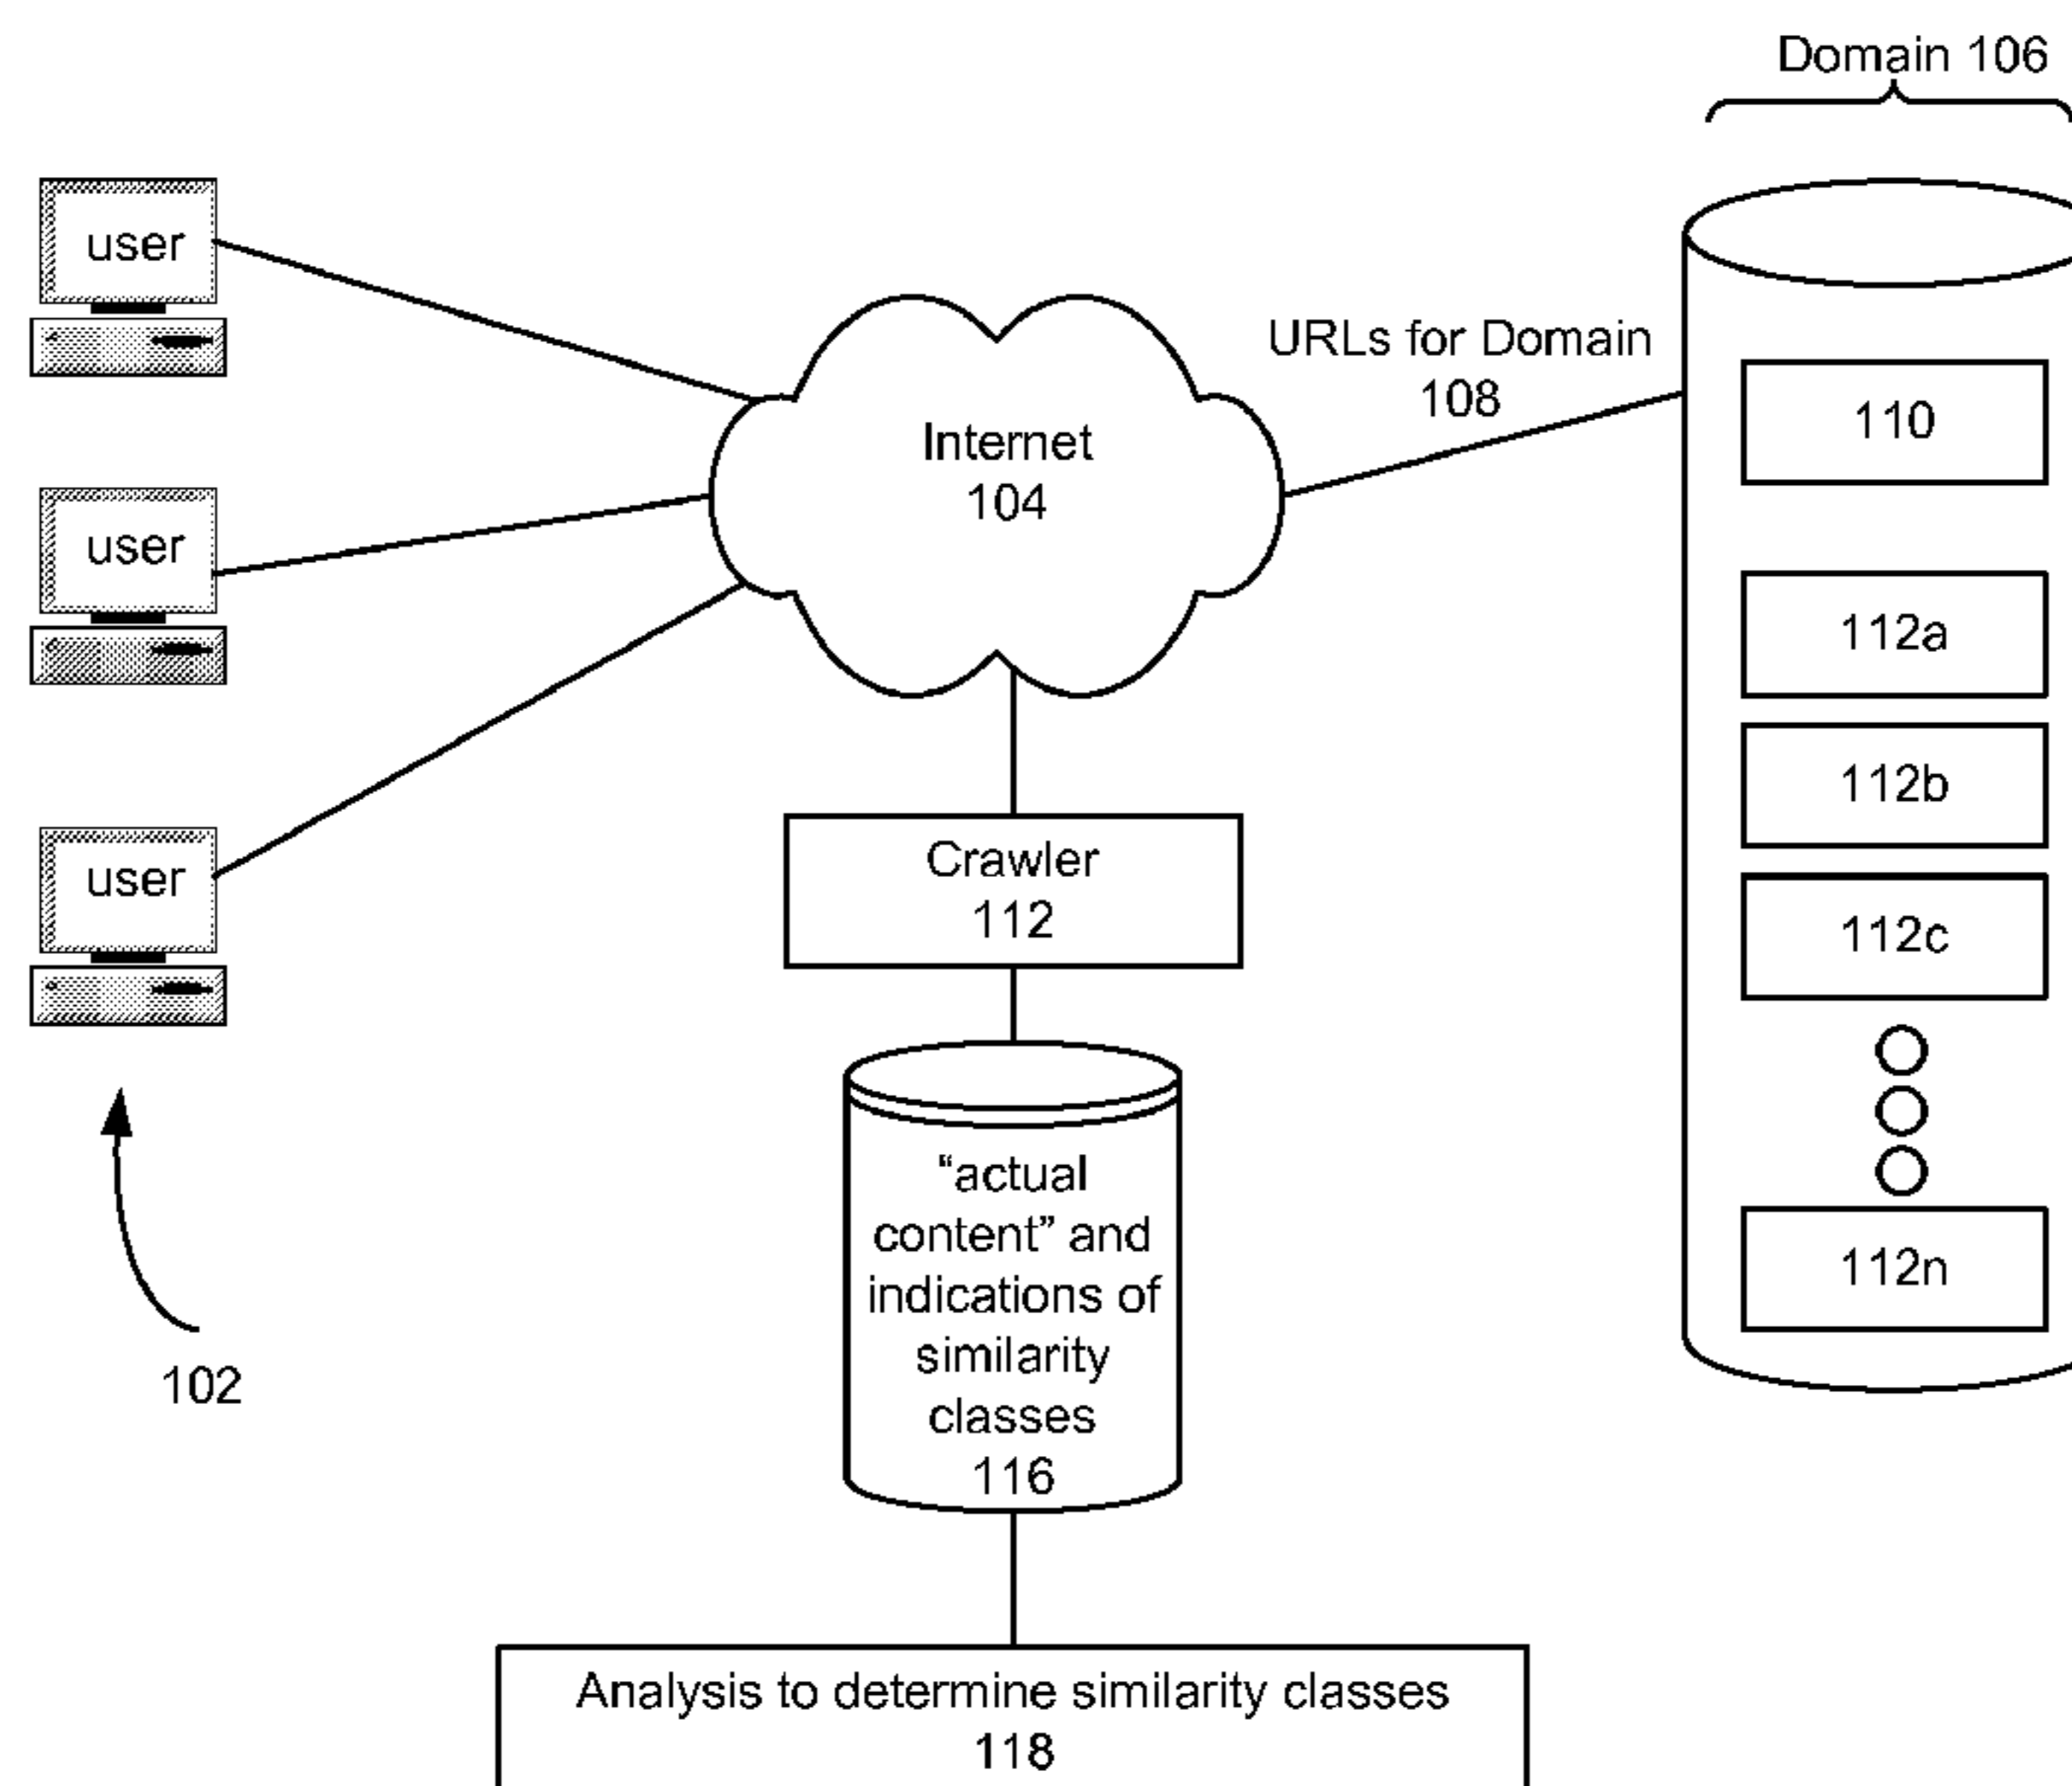 Domain 106
user
user
user
102
Internet
104
URLs for Domain
108
110
112a
112b
112c
112n
Crawler
112
“actual
content” and
indications of
similarity
classes
116
Analysis to determine similarity classes
118